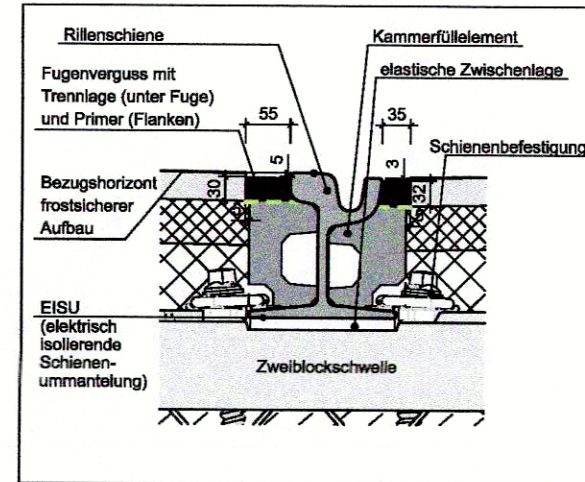 Rillenschiene
Kammerfüllelement
Fugenverguss mit
Trennlage (unter Fuge)
und Primer (Flanken)
elastische Zwischenlage
55
35
Schienenbefestigung
5
3
30
32
Bezugshorizont
frostsicherer
Aufbau
EISU
(elektrisch
isolierende
Schienen-
ummantelung)
Zweiblockschwelle